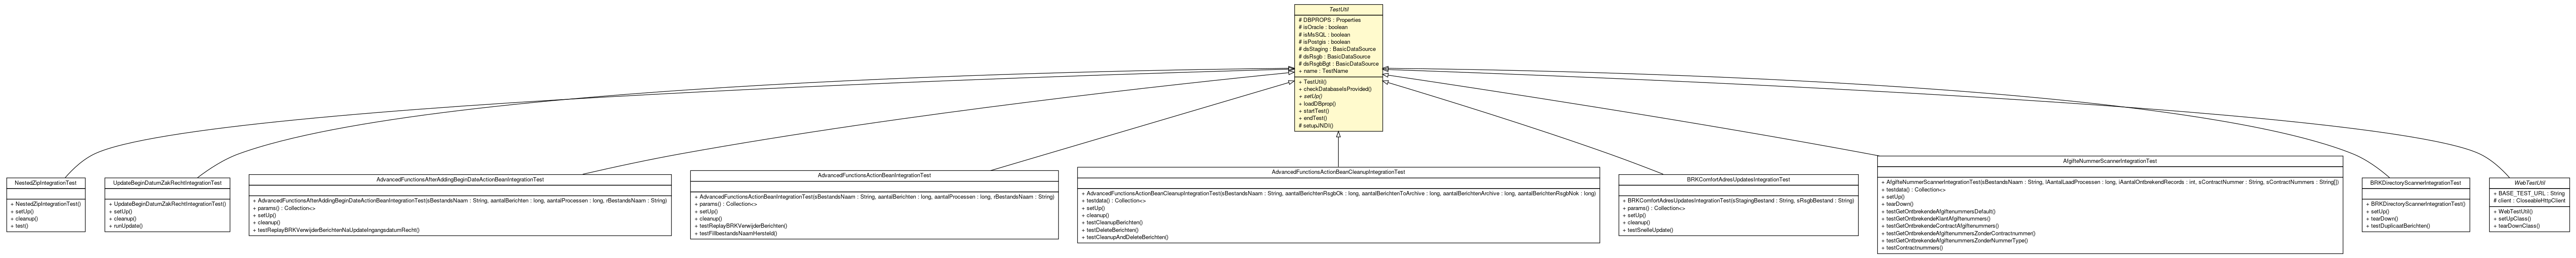 TestUtil
# DBPROPS : Properties
# isOracle : boolean
# isMsSQL : boolean
# isPostgis : boolean
# dsStaging : BasicDataSource
# dsRsgb : BasicDataSource
# dsRsgbBgt : BasicDataSource
+ name : TestName
+ TestUtil()
+ checkDatabaseIsProvided()
+ setUp()
+ loadDBprop()
+ startTest()
+ endTest()
# setupJNDI()
NestedZipIntegrationTest
+ NestedZipIntegrationTest()
+ setUp()
+ cleanup()
+ test()
UpdateBeginDatumZakRechtIntegrationTest
+ UpdateBeginDatumZakRechtIntegrationTest()
+ setUp()
+ cleanup()
+ runUpdate()
AdvancedFunctionsAfterAddingBeginDateActionBeanIntegrationTest
+ AdvancedFunctionsAfterAddingBeginDateActionBeanIntegrationTest(sBestandsNaam : String, aantalBerichten : long, aantalProcessen : long, rBestandsNaam : String)
+ params() : Collection<>
+ setUp()
+ cleanup()
+ testReplayBRKVerwijderBerichtenNaUpdateIngangsdatumRecht()
AdvancedFunctionsActionBeanIntegrationTest
+ AdvancedFunctionsActionBeanIntegrationTest(sBestandsNaam : String, aantalBerichten : long, aantalProcessen : long, rBestandsNaam : String)
+ params() : Collection<>
+ setUp()
+ cleanup()
+ testReplayBRKVerwijderBerichten()
+ testFillbestandsNaamHersteld()
AdvancedFunctionsActionBeanCleanupIntegrationTest
+ AdvancedFunctionsActionBeanCleanupIntegrationTest(sBestandsNaam : String, aantalBerichtenRsgbOk : long, aantalBerichtenToArchive : long, aantalBerichtenArchive : long, aantalBerichtenRsgbNok : long)
+ testdata() : Collection<>
+ setUp()
+ cleanup()
+ testCleanupBerichten()
+ testDeleteBerichten()
+ testCleanupAndDeleteBerichten()
BRKComfortAdresUpdatesIntegrationTest
+ BRKComfortAdresUpdatesIntegrationTest(sStagingBestand : String, sRsgbBestand : String)
+ params() : Collection<>
+ setUp()
+ cleanup()
+ testSnelleUpdate()
AfgifteNummerScannerIntegrationTest
+ AfgifteNummerScannerIntegrationTest(sBestandsNaam : String, lAantalLaadProcessen : long, iAantalOntbrekendRecords : int, sContractNummer : String, sContractNummers : String[])
+ testdata() : Collection<>
+ setUp()
+ tearDown()
+ testGetOntbrekendeAfgiftenummersDefault()
+ testGetOntbrekendeKlantAfgiftenummers()
+ testGetOntbrekendeContractAfgiftenummers()
+ testGetOntbrekendeAfgiftenummersZonderContractnummer()
+ testGetOntbrekendeAfgiftenummersZonderNummerType()
+ testContractnummers()
BRKDirectoryScannerIntegrationTest
+ BRKDirectoryScannerIntegrationTest()
+ setUp()
+ tearDown()
+ testDuplicaatBerichten()
WebTestUtil
+ BASE_TEST_URL : String
# client : CloseableHttpClient
+ WebTestUtil()
+ setUpClass()
+ tearDownClass()